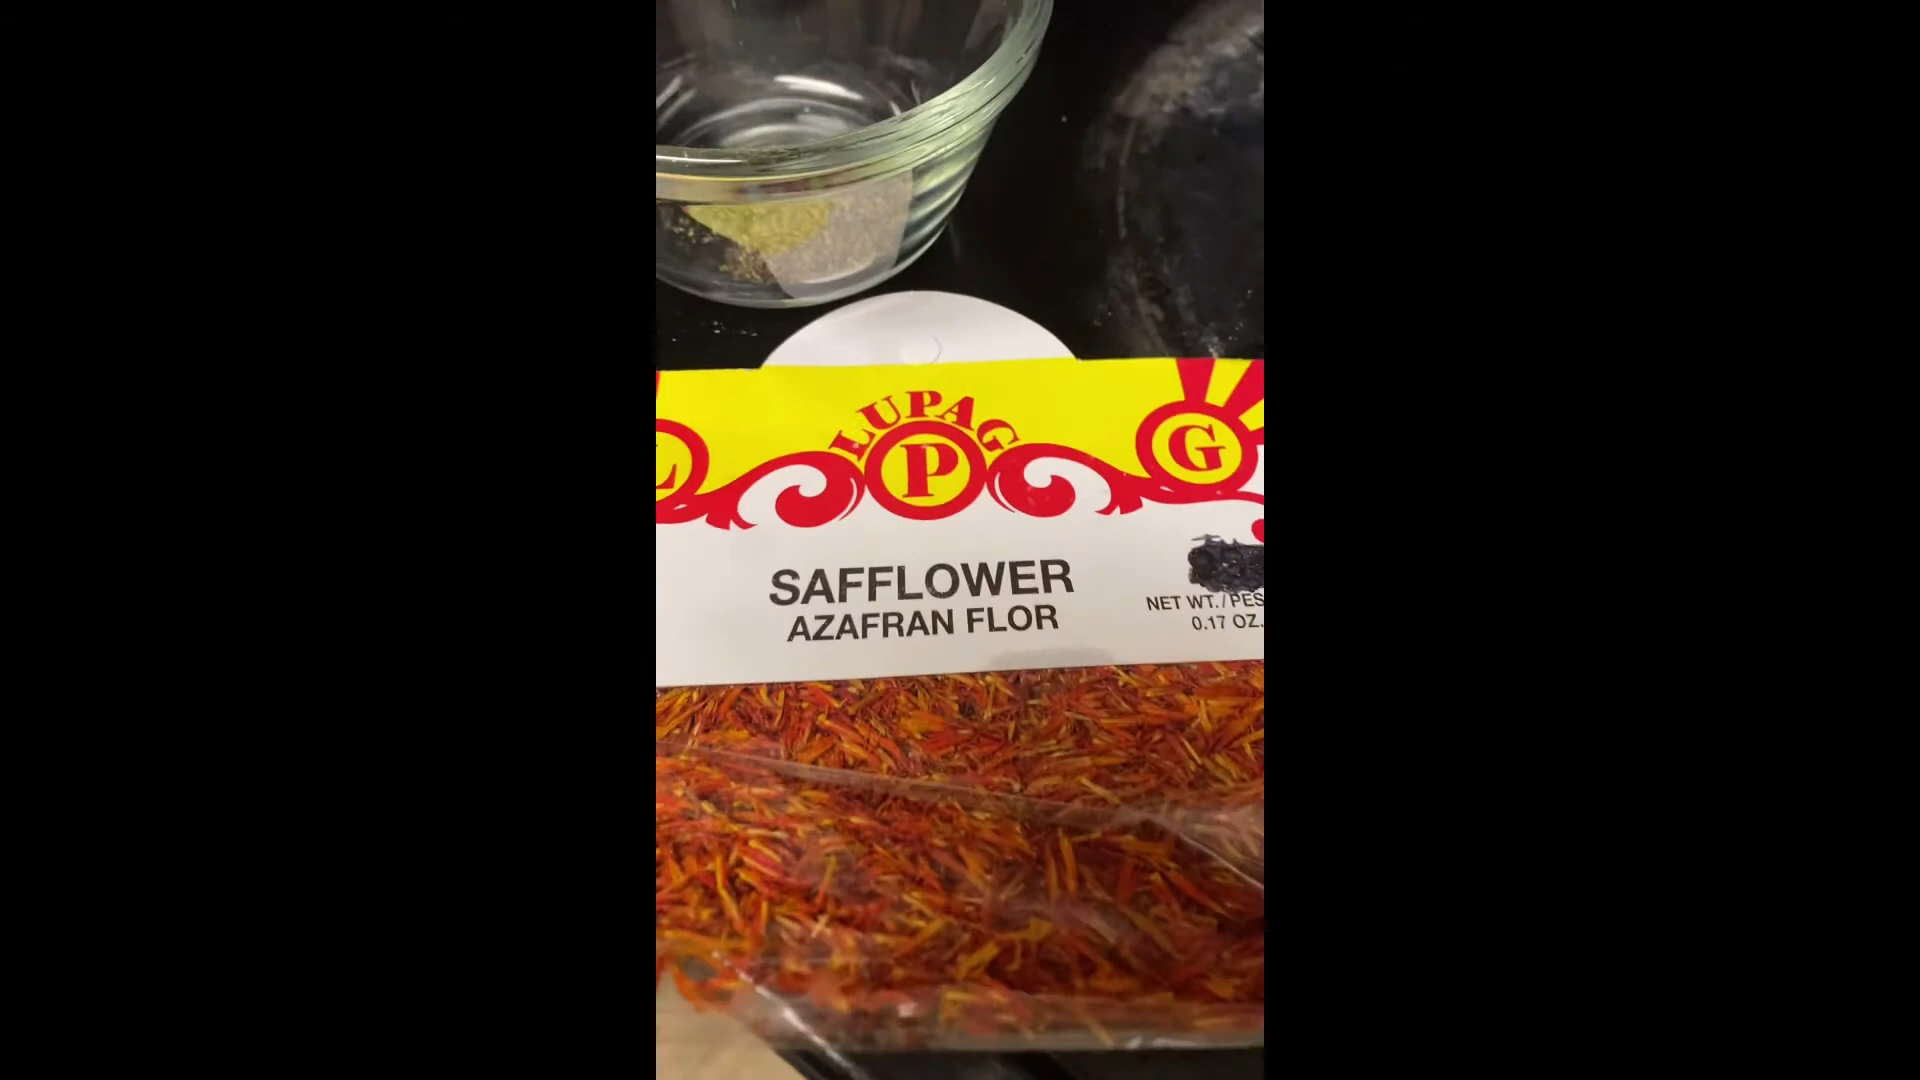 LUPAG
L P G
SAFFLOWER
AZAFRAN FLOR
NET WT./PES
0.17 OZ.